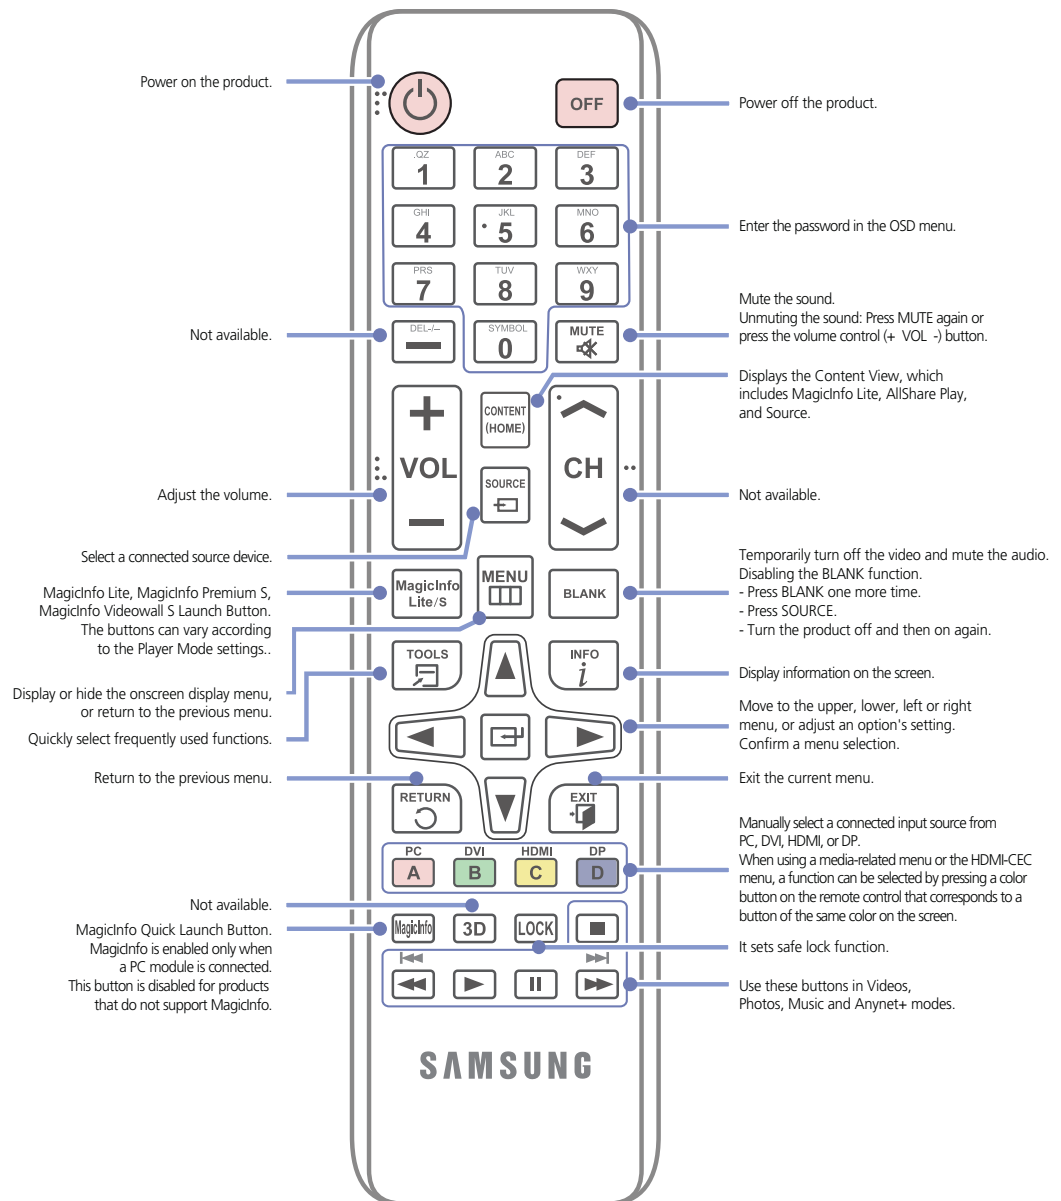 Power on the product.
OFF
Power off the product.
.QZ
ABC
DEF
1
2
3
GHI
JKL
MNO
4
5
6
Enter the password in the OSD menu.
PRS
TUV
WXY
7
8
9
Mute the sound.
Unmuting the sound: Press MUTE again or
press the volume control (+ VOL -) button.
Not available.
DEL-/--
SYMBOL
0
MUTE
Displays the Content View, which
includes MagicInfo Lite, AllShare Play,
and Source.
CONTENT
(HOME)
VOL
CH
SOURCE
Adjust the volume.
Not available.
Select a connected source device.
Temporarily turn off the video and mute the audio.
Disabling the BLANK function.
- Press BLANK one more time.
- Press SOURCE.
- Turn the product off and then on again.
MagicInfo Lite, MagicInfo Premium S,
MagicInfo Videowall S Launch Button.
The buttons can vary according
to the Player Mode settings..
MagicInfo
Lite/S
MENU
BLANK
TOOLS
INFO
i
Display information on the screen.
Display or hide the onscreen display menu,
or return to the previous menu.
Quickly select frequently used functions.
Move to the upper, lower, left or right
menu, or adjust an option's setting.
Confirm a menu selection.
Return to the previous menu.
Exit the current menu.
RETURN
EXIT
PC
DVI
HDMI
DP
A
B
C
D
Manually select a connected input source from
PC, DVI, HDMI, or DP.
When using a media-related menu or the HDMI-CEC
menu, a function can be selected by pressing a color
button on the remote control that corresponds to a
button of the same color on the screen.
Not available.
MagicInfo Quick Launch Button.
MagicInfo is enabled only when
a PC module is connected.
This button is disabled for products
that do not support MagicInfo.
MagicInfo
3D
LOCK
It sets safe lock function.
Use these buttons in Videos,
Photos, Music and Anynet+ modes.
SAMSUNG